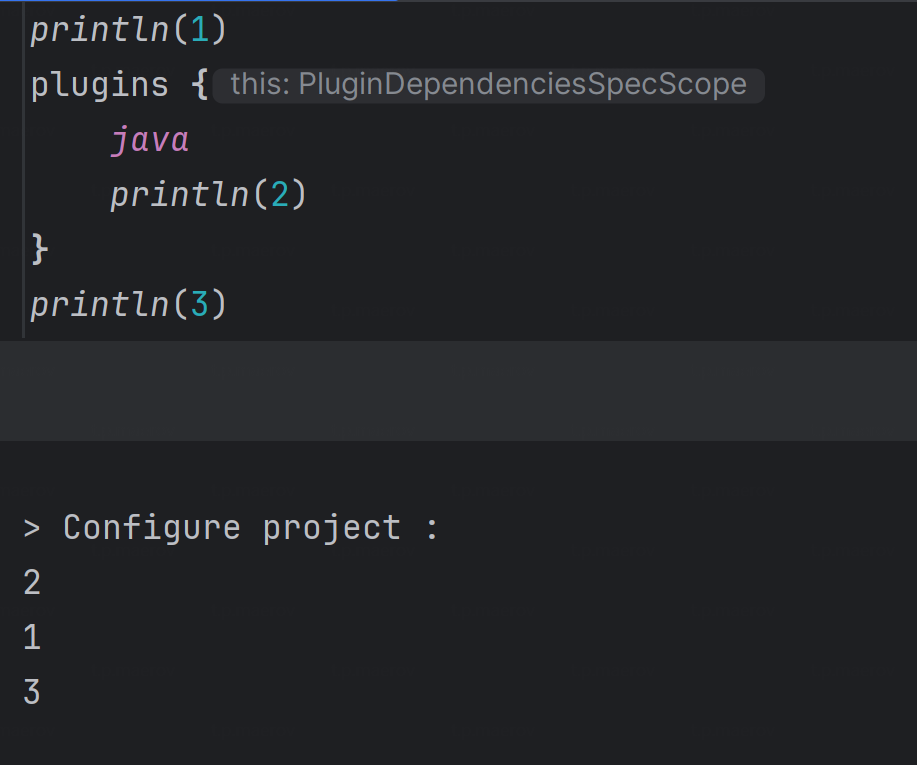 println(1)
plugins { this: PluginDependenciesSpecScope
    java
    println(2)
}
println(3)
> Configure project :
2
1
3